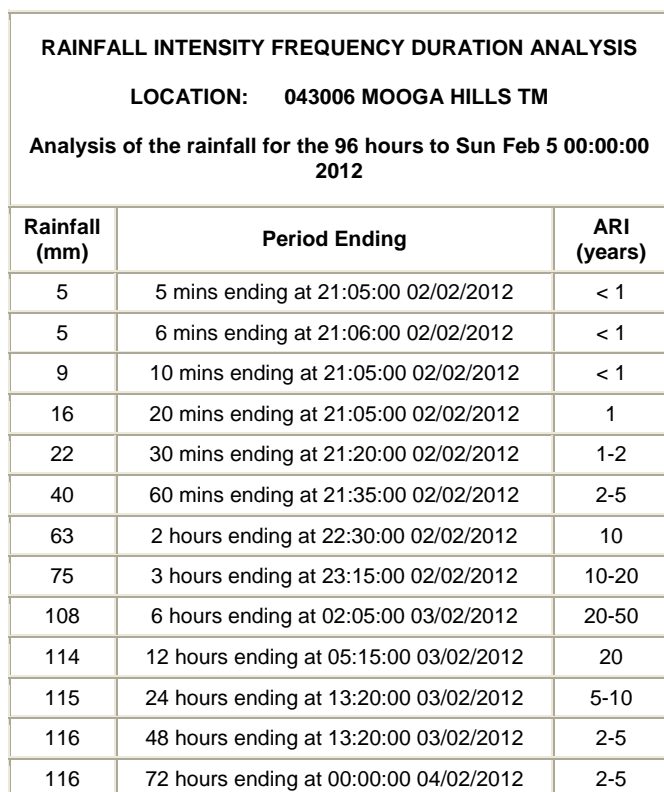 RAINFALL INTENSITY FREQUENCY DURATION ANALYSIS
LOCATION: 043006 MOOGA HILLS TM
Analysis of the rainfall for the 96 hours to Sun Feb 5 00:00:00
2012
Rainfall (mm) Period Ending ARI (years)
5 5 mins ending at 21:05:00 02/02/2012 < 1
5 6 mins ending at 21:06:00 02/02/2012 < 1
9 10 mins ending at 21:05:00 02/02/2012 < 1
16 20 mins ending at 21:05:00 02/02/2012 1
22 30 mins ending at 21:20:00 02/02/2012 1-2
40 60 mins ending at 21:35:00 02/02/2012 2-5
63 2 hours ending at 22:30:00 02/02/2012 10
75 3 hours ending at 23:15:00 02/02/2012 10-20
108 6 hours ending at 02:05:00 03/02/2012 20-50
114 12 hours ending at 05:15:00 03/02/2012 20
115 24 hours ending at 13:20:00 03/02/2012 5-10
116 48 hours ending at 13:20:00 03/02/2012 2-5
116 72 hours ending at 00:00:00 04/02/2012 2-5